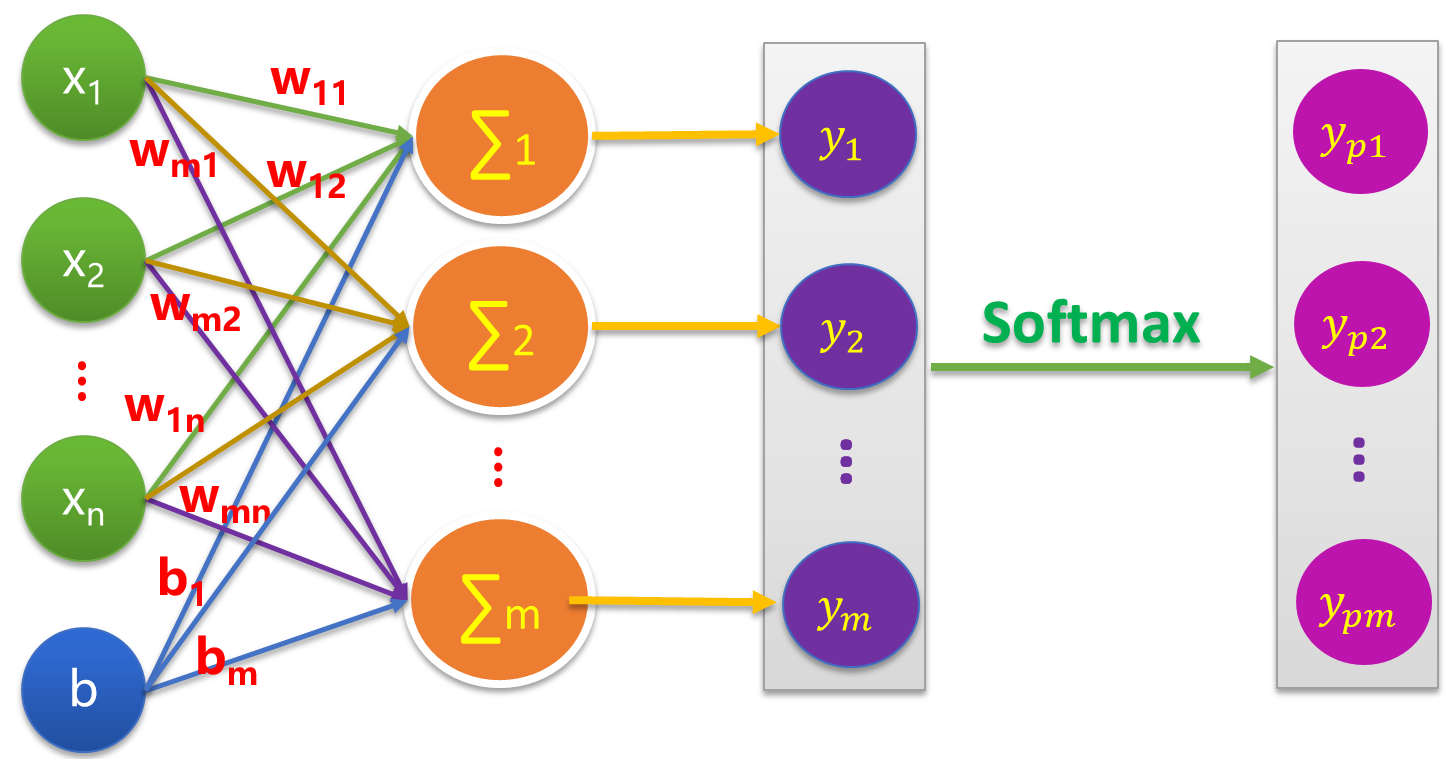 x₁
x₂
⋮
xₙ
b
w₁₁
wₘ₁
w₁₂
wₘ₂
w₁ₙ
wₘₙ
b₁
bₘ
∑₁
∑₂
⋮
∑m
y₁
y₂
⋮
yₘ
Softmax
yₚ₁
yₚ₂
⋮
yₚₘ